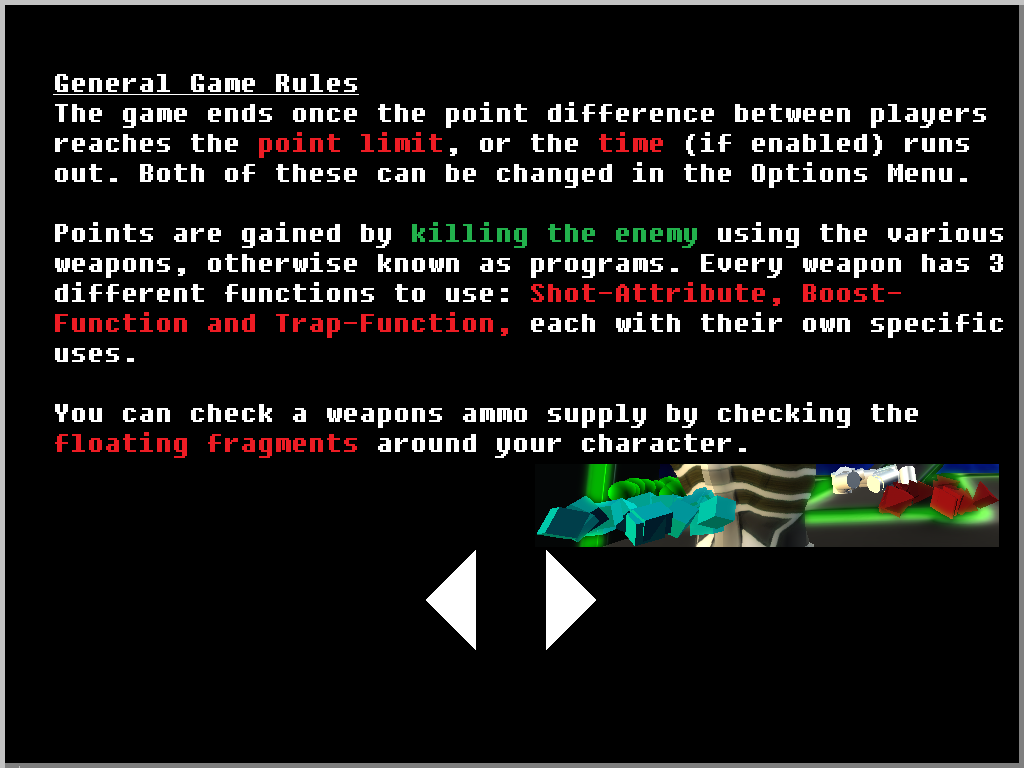 General Game Rules
The game ends once the point difference between players
reaches the point limit, or the time (if enabled) runs
out. Both of these can be changed in the Options Menu.
Points are gained by killing the enemy using the various
weapons, otherwise known as programs. Every weapon has 3
different functions to use: Shot-Attribute, Boost-
Function and Trap-Function, each with their own specific
uses.
You can check a weapons ammo supply by checking the
floating fragments around your character.